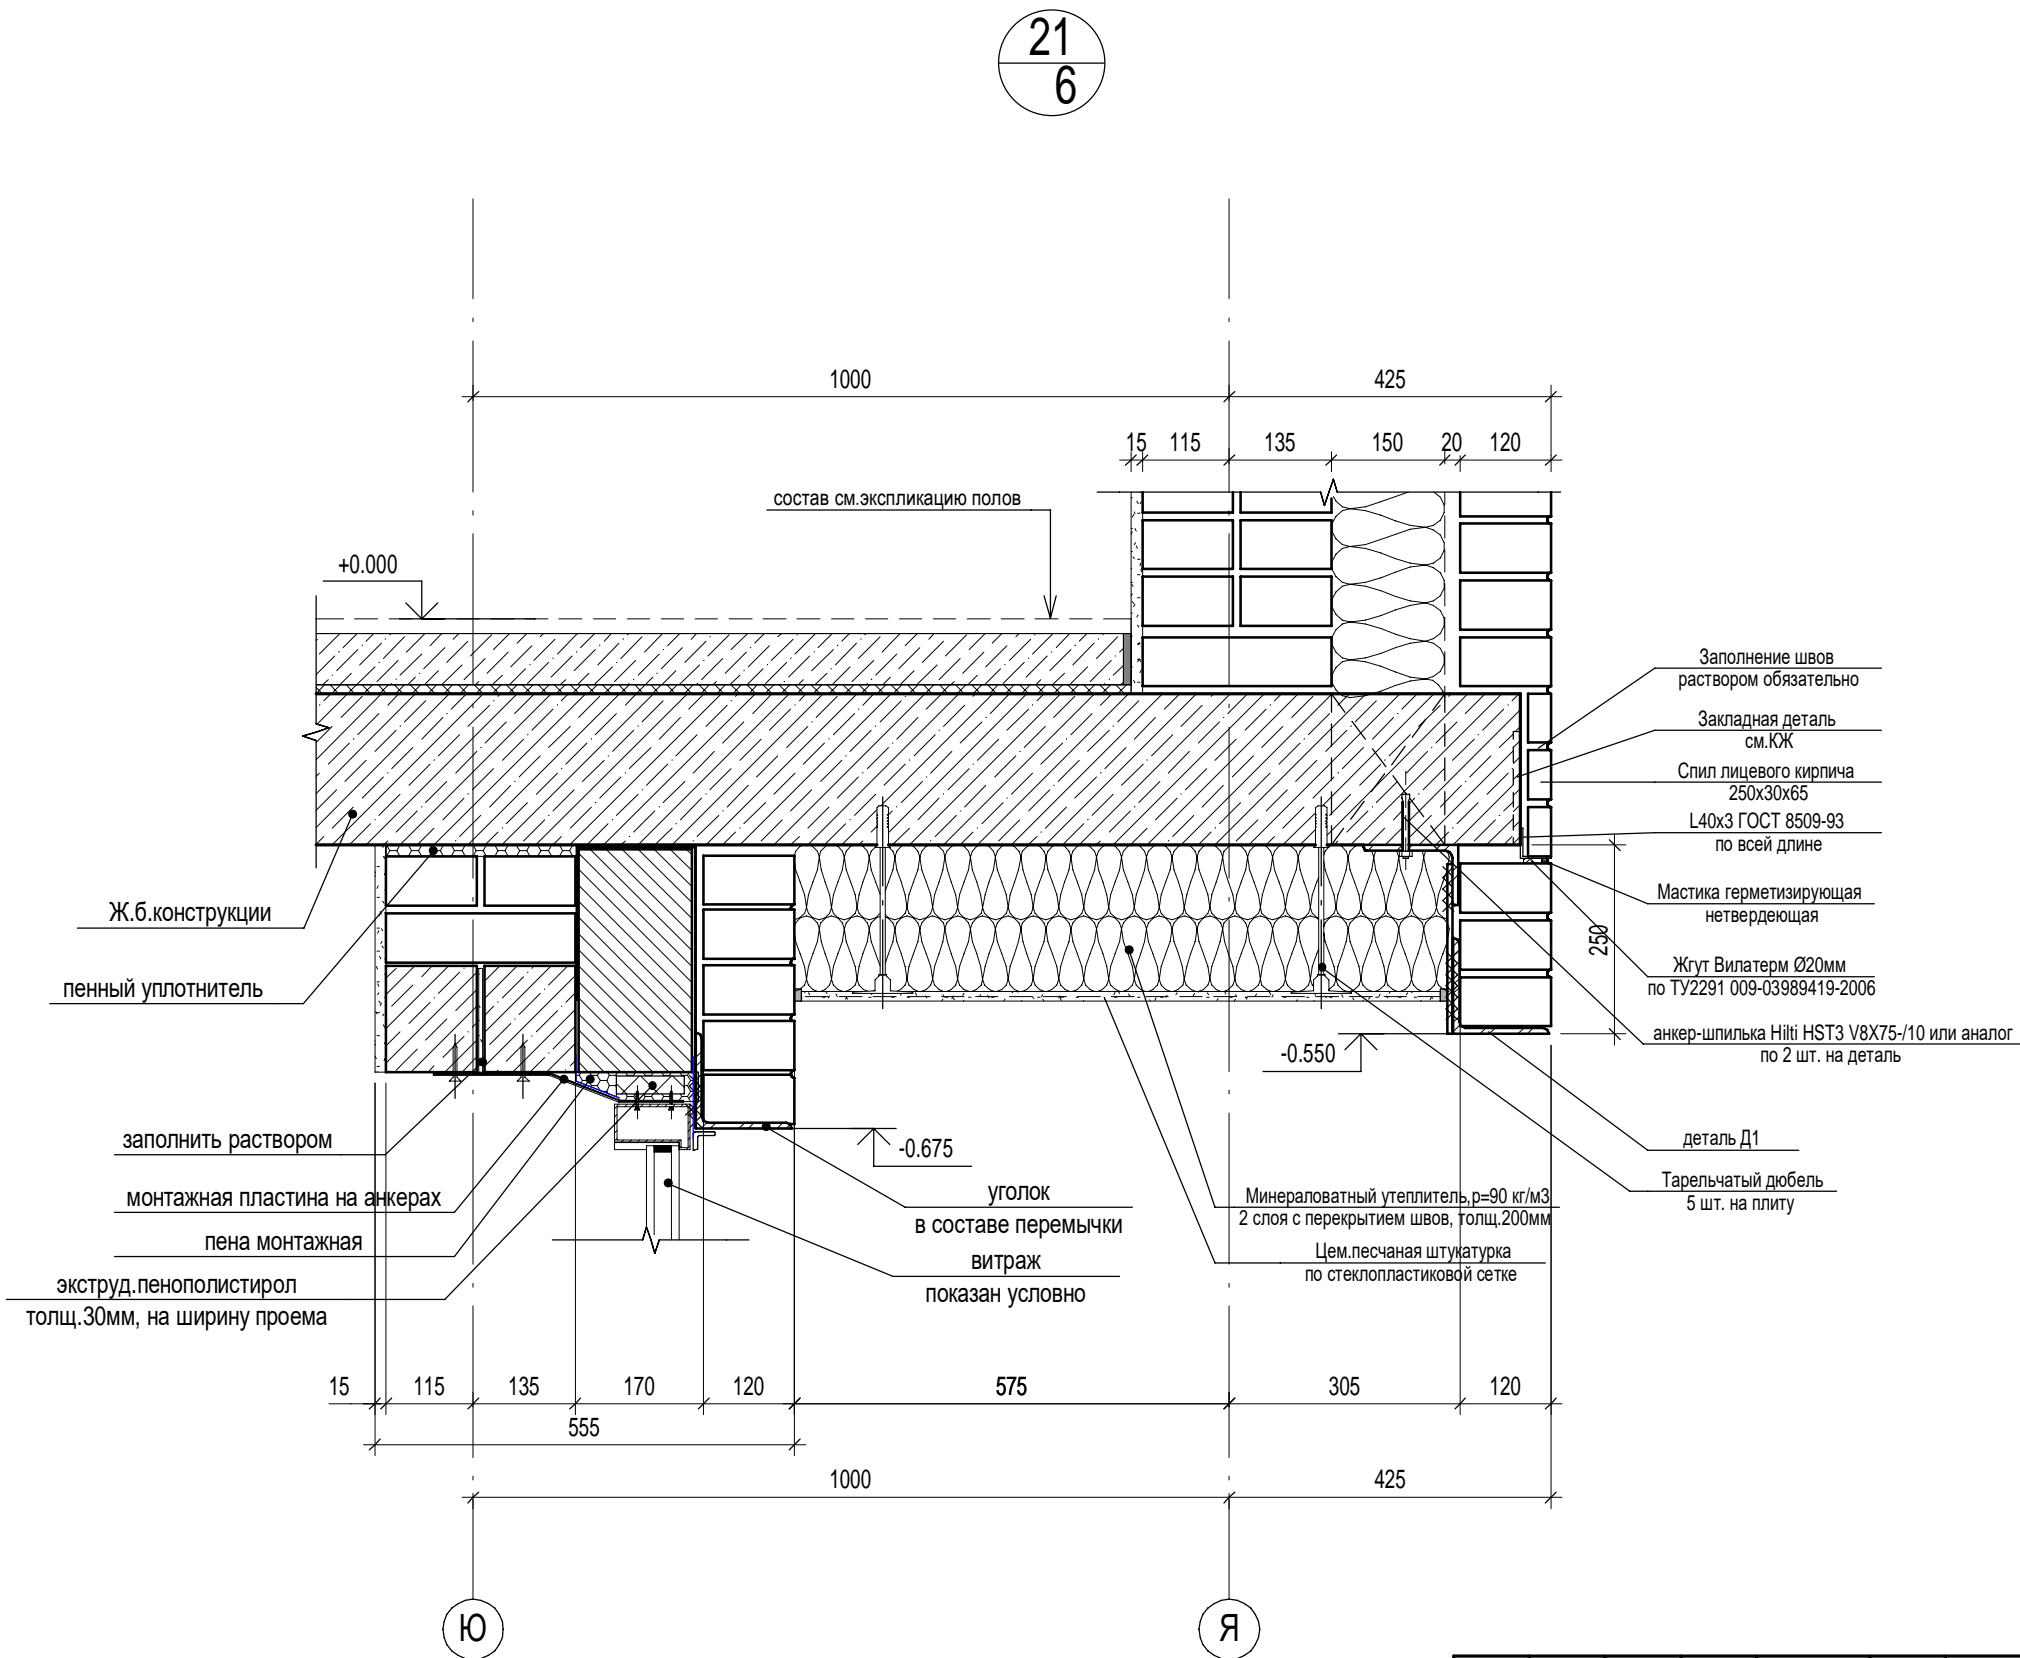 21
6
1000
425
15
115
135
150
20
120
состав см.экспликацию полов
+0.000
Заполнение швов
раствором обязательно
Закладная деталь
см.КЖ
Спил лицевого кирпича
250х30х65
L40х3 ГОСТ 8509-93
по всей длине
Мастика герметизирующая
нетвердеющая
250
Жгут Вилатерм Ø20мм
по ТУ2291 009-03989419-2006
анкер-шпилька Hilti HST3 V8X75-/10 или аналог
по 2 шт. на деталь
деталь Д1
Тарельчатый дюбель
5 шт. на плиту
Ж.б.конструкции
пенный уплотнитель
заполнить раствором
монтажная пластина на анкерах
пена монтажная
экструд.пенополистирол
толщ.30мм, на ширину проема
-0.550
-0.675
уголок
в составе перемычки
витраж
показан условно
Минераловатный утеплитель,р=90 кг/м3
2 слоя с перекрытием швов, толщ.200мм
Цем.песчаная штукатурка
по стеклопластиковой сетке
15
115
135
170
120
575
305
120
555
1000
425
Ю
Я